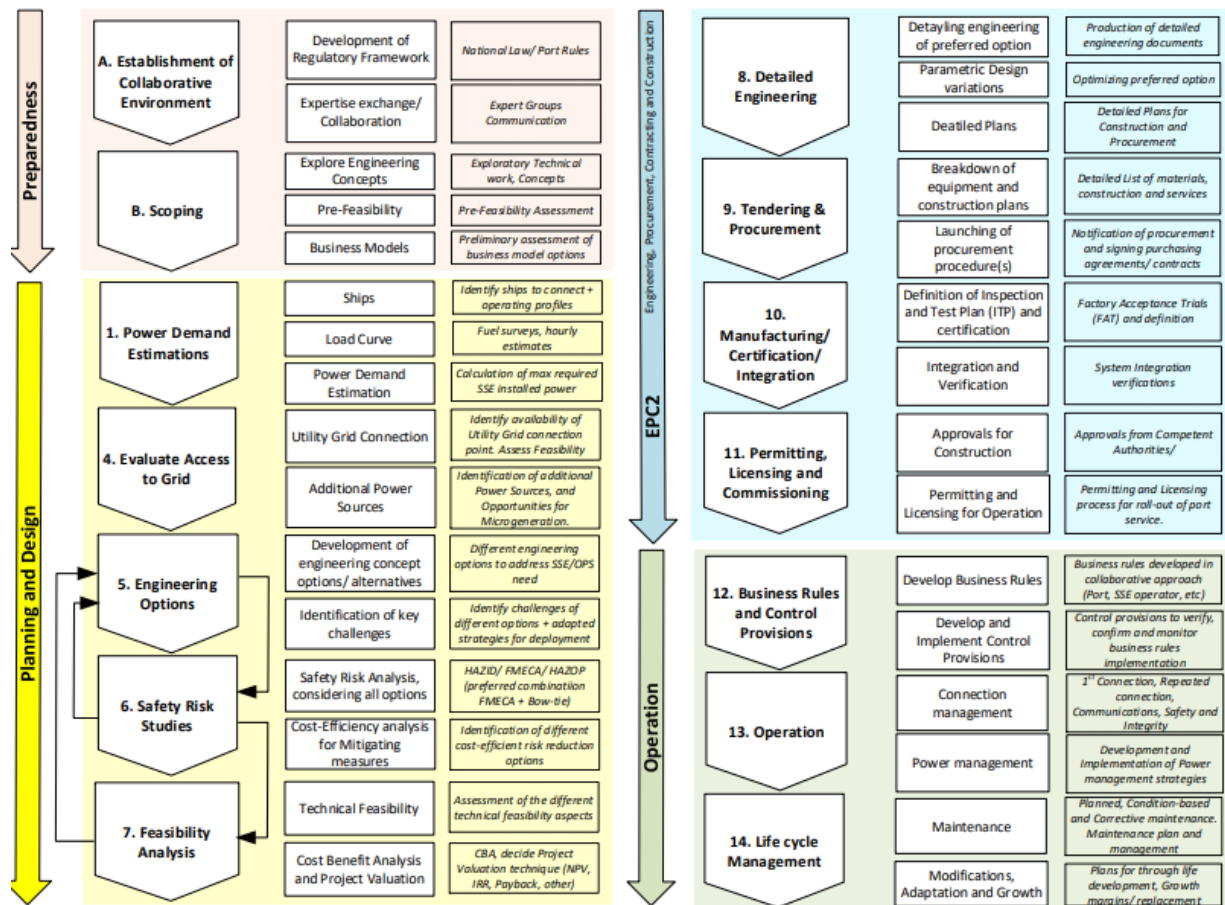 Preparedness
A. Establishment of
Collaborative
Environment
Development of
Regulatory Framework
National Law/ Port Rules
Expertise exchange/
Collaboration
Expert Groups
Communication
B. Scoping
Explore Engineering
Concepts
Exploratory Technical
work, Concepts
Pre-Feasibility
Pre-Feasibility Assessment
Business Models
Preliminary assessment of
business model options
Planning and Design
1. Power Demand
Estimations
Ships
Identify ships to connect +
operating profiles
Load Curve
Fuel surveys, hourly
estimates
Power Demand
Estimation
Calculation of max required
SSE installed power
4. Evaluate Access
to Grid
Utility Grid Connection
Identify availability of
Utility Grid connection
point. Assess Feasibility
Additional Power
Sources
Identification of additional
Power Sources, and
Opportunities for
Microgeneration.
5. Engineering
Options
Development of
engineering concept
options/ alternatives
Different engineering
options to address SSE/OPS
need
Identification of key
challenges
Identify challenges of
different options + adapted
strategies for deployment
6. Safety Risk
Studies
Safety Risk Analysis,
considering all options
HAZID/ FMECA/ HAZOP
(preferred combinatiion
FMECA + Bow-tie)
Cost-Efficiency analysis
for Mitigating
measures
Identification of different
cost-efficient risk reduction
options
7. Feasibility
Analysis
Technical Feasibility
Assessment of the different
technical feasibility aspects
Cost Benefit Analysis
and Project Valuation
CBA, decide Project
Valuation technique (NPV,
IRR, Payback, other)
Engineering, Procurement, Contracting and Construction
EPC2
8. Detailed
Engineering
Detayling engineering
of preferred option
Production of detailed
engineering documents
Parametric Design
variations
Optimizing preferred option
Deatiled Plans
Detailed Plans for
Construction and
Procurement
9. Tendering &
Procurement
Breakdown of
equipment and
construction plans
Detailed List of materials,
construction and services
Launching of
procurement
procedure(s)
Notification of procurement
and signing purchasing
agreements/ contracts
10.
Manufacturing/
Certification/
Integration
Definition of Inspection
and Test Plan (ITP) and
certification
Factory Acceptance Trials
(FAT) and definition
Integration and
Verification
System Integration
verifications
11. Permitting,
Licensing and
Commissioning
Approvals for
Construction
Approvals from Competent
Authorities/
Permitting and
Licensing for Operation
Permitting and Licensing
process for roll-out of port
service.
Operation
12. Business Rules
and Control
Provisions
Develop Business Rules
Business rules developed in
collaborative approach
(Port, SSE operator, etc)
Develop and
Implement Control
Provisions
Control provisions to verify,
confirm and monitor
business rules
implementation
13. Operation
Connection
management
1st Connection, Repeated
connection,
Communications, Safety and
Integrity
Power management
Development and
Implementation of Power
management strategies
14. Life cycle
Management
Maintenance
Planned, Condition-based
and Corrective maintenance.
Maintenance plan and
management
Modifications,
Adaptation and Growth
Plans for through life
development, Growth
margins/ replacement